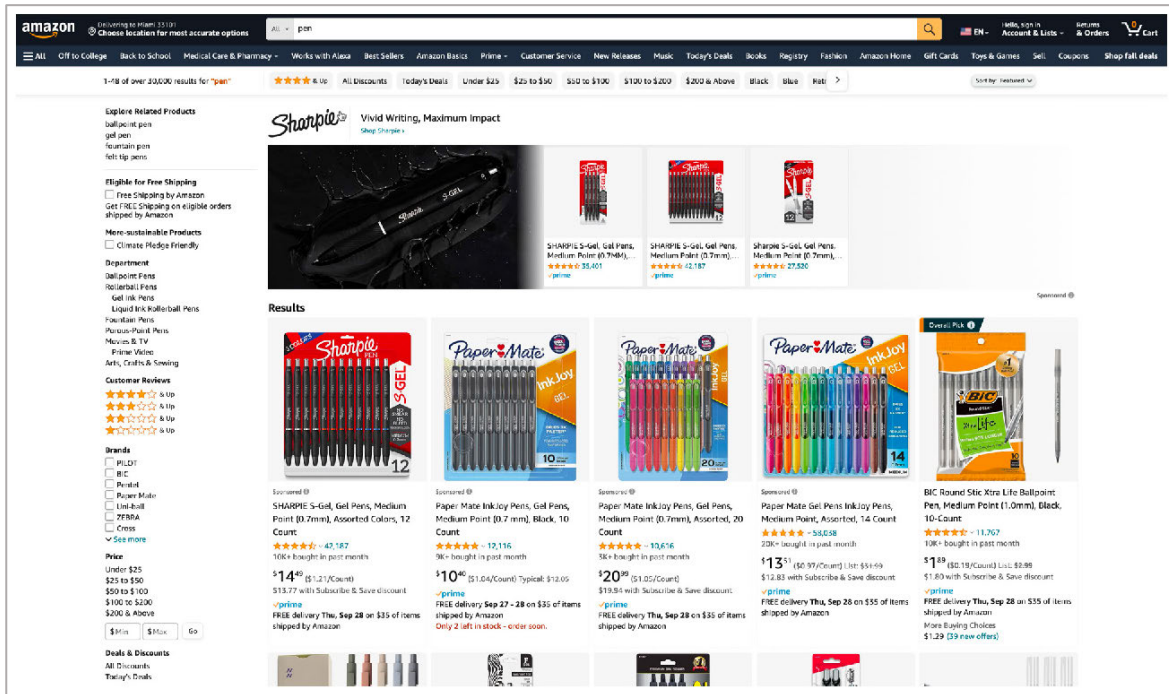 amazon
Delivering to Miami 33101
Choose location for most accurate options
All
pen
EN
Hello, sign in
Account & Lists
Returns
& Orders
0
Cart
All Off to College Back to School Medical Care & Pharmacy Works with Alexa Best Sellers Amazon Basics Prime Customer Service New Releases Music Today's Deals Books Registry Fashion Amazon Home Gift Cards Toys & Games Sell Coupons Shop fall deals
1-48 of over 30,000 results for "pen"
& Up All Discounts Today's Deals Under $25 $25 to $50 $50 to $100 $100 to $200 $200 & Above Black Blue Ret
Sort by: Featured
Explore Related Products
ballpoint pen
gel pen
fountain pen
felt tip pens
Eligible for Free Shipping
Free Shipping by Amazon
Get FREE Shipping on eligible orders
shipped by Amazon
More-sustainable Products
Climate Pledge Friendly
Department
Ballpoint Pens
Rollerball Pens
Gel Ink Pens
Liquid Ink Rollerball Pens
Fountain Pens
Porous-Point Pens
Movies & TV
Prime Video
Arts, Crafts & Sewing
Customer Reviews
& Up
& Up
& Up
& Up
Brands
PILOT
BIC
Pentel
Paper Mate
Uni-ball
ZEBRA
Cross
See more
Price
Under $25
$25 to $50
$50 to $100
$100 to $200
$200 & Above
$ Min $ Max Go
Deals & Discounts
All Discounts
Today's Deals
Sharpie
Vivid Writing, Maximum Impact
Shop Sharpie
Sharpie S·GEL
SHARPIE S-Gel, Gel Pens,
Medium Point (0.7MM),...
35,401
prime
SHARPIE S-Gel, Gel Pens,
Medium Point (0.7mm),...
42,187
prime
Sharpie S-Gel, Gel Pens,
Medium Point (0.7mm),...
27,520
prime
Sponsored
Results
Sharpie
PEN
S·GEL
12
Sponsored
SHARPIE S-Gel, Gel Pens, Medium
Point (0.7mm), Assorted Colors, 12
Count
42,187
10K+ bought in past month
$14 49 ($1.21/Count)
$13.77 with Subscribe & Save discount
prime
FREE delivery Thu, Sep 28 on $35 of items
shipped by Amazon
Paper Mate
InkJoy
GEL
10
Sponsored
Paper Mate InkJoy Pens, Gel Pens,
Medium Point (0.7 mm), Black, 10
Count
12,116
9K+ bought in past month
$10 40 ($1.04/Count) Typical: $12.05
prime
FREE delivery Sep 27 - 28 on $35 of items
shipped by Amazon
Only 2 left in stock - order soon.
Paper Mate
InkJoy
GEL
20
Sponsored
Paper Mate InkJoy Pens, Gel Pens,
Medium Point (0.7mm), Assorted, 20
Count
10,616
3K+ bought in past month
$20 99 ($1.05/Count)
$19.94 with Subscribe & Save discount
prime
FREE delivery Thu, Sep 28 on $35 of items
shipped by Amazon
Paper Mate
InkJoy
GEL
14
MEDIUM
Sponsored
Paper Mate InkJoy Gel Pens,
Medium Point, Assorted, 14 Count
58,038
20K+ bought in past month
$13 51 ($0.97/Count) List: $31.99
$12.83 with Subscribe & Save discount
prime
FREE delivery Thu, Sep 28 on $35 of items
shipped by Amazon
Overall Pick
BIC
Xtra Life
10
BIC Round Stic Xtra Life Ballpoint
Pen, Medium Point (1.0mm), Black,
10-Count
11,767
10K+ bought in past month
$1 89 ($0.19/Count) List: $2.99
$1.80 with Subscribe & Save discount
prime
FREE delivery Thu, Sep 28 on $35 of items
shipped by Amazon
More Buying Choices
$1.29 (39 new offers)